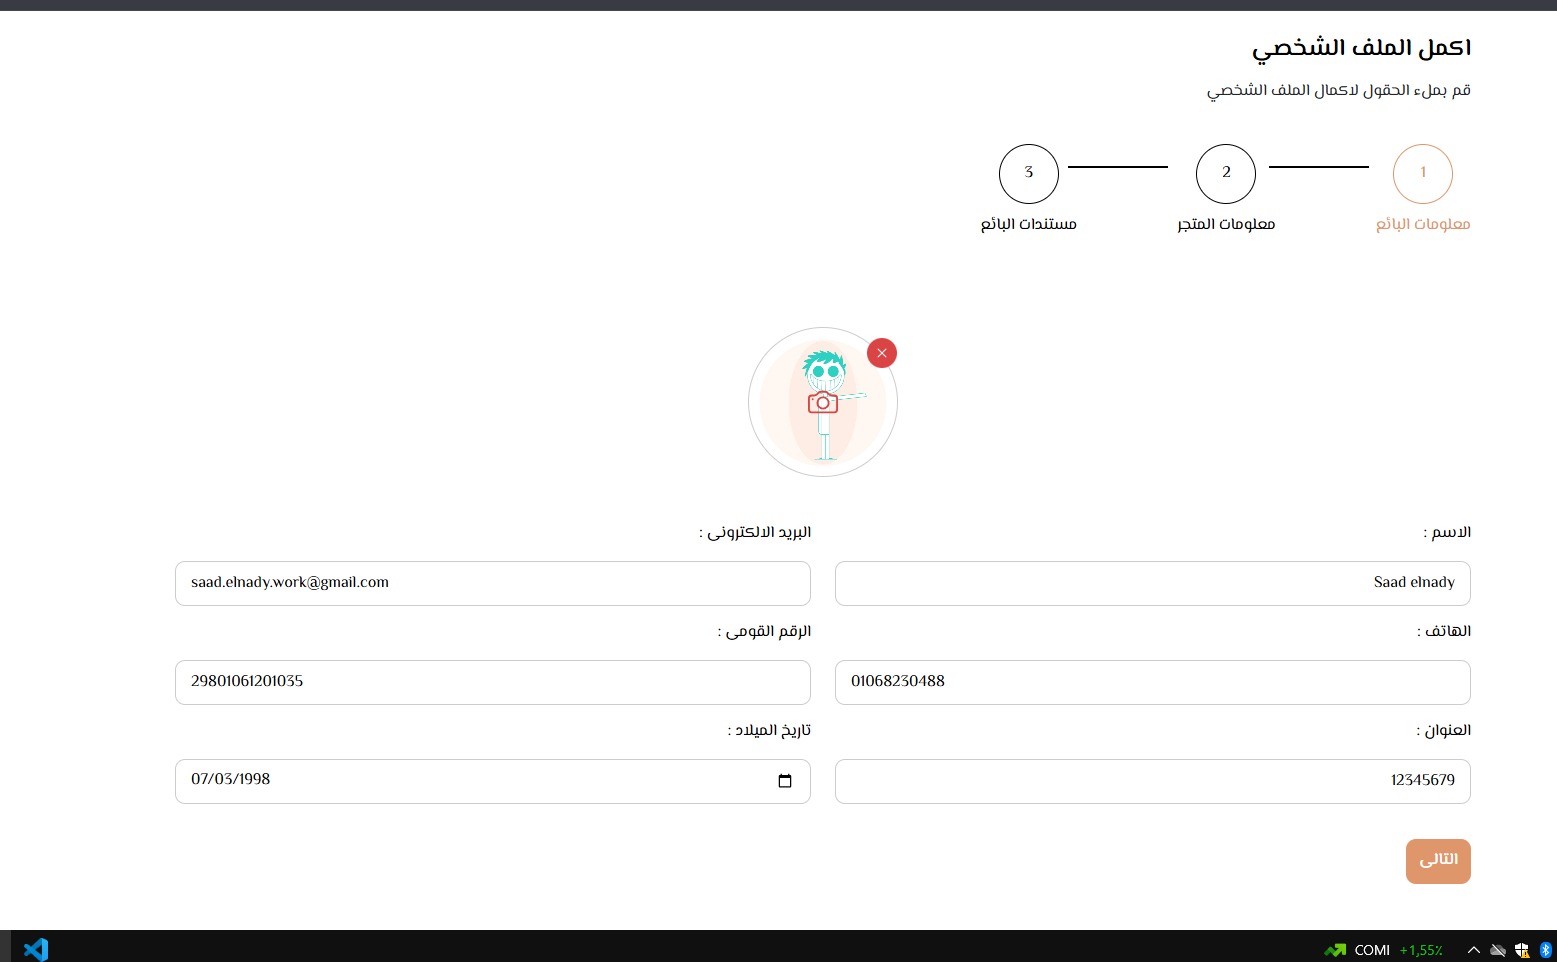 اكمل الملف الشخصي
قم بملء الحقول لاكمال الملف الشخصي
1
2
3
معلومات البائع
معلومات المتجر
مستندات البائع
الاسم :
البريد الالكترونى :
Saad elnady
saad.elnady.work@gmail.com
الهاتف :
الرقم القومى :
01068230488
29801061201035
العنوان :
تاريخ الميلاد :
12345679
07/03/1998
التالى
COMI +1,55%